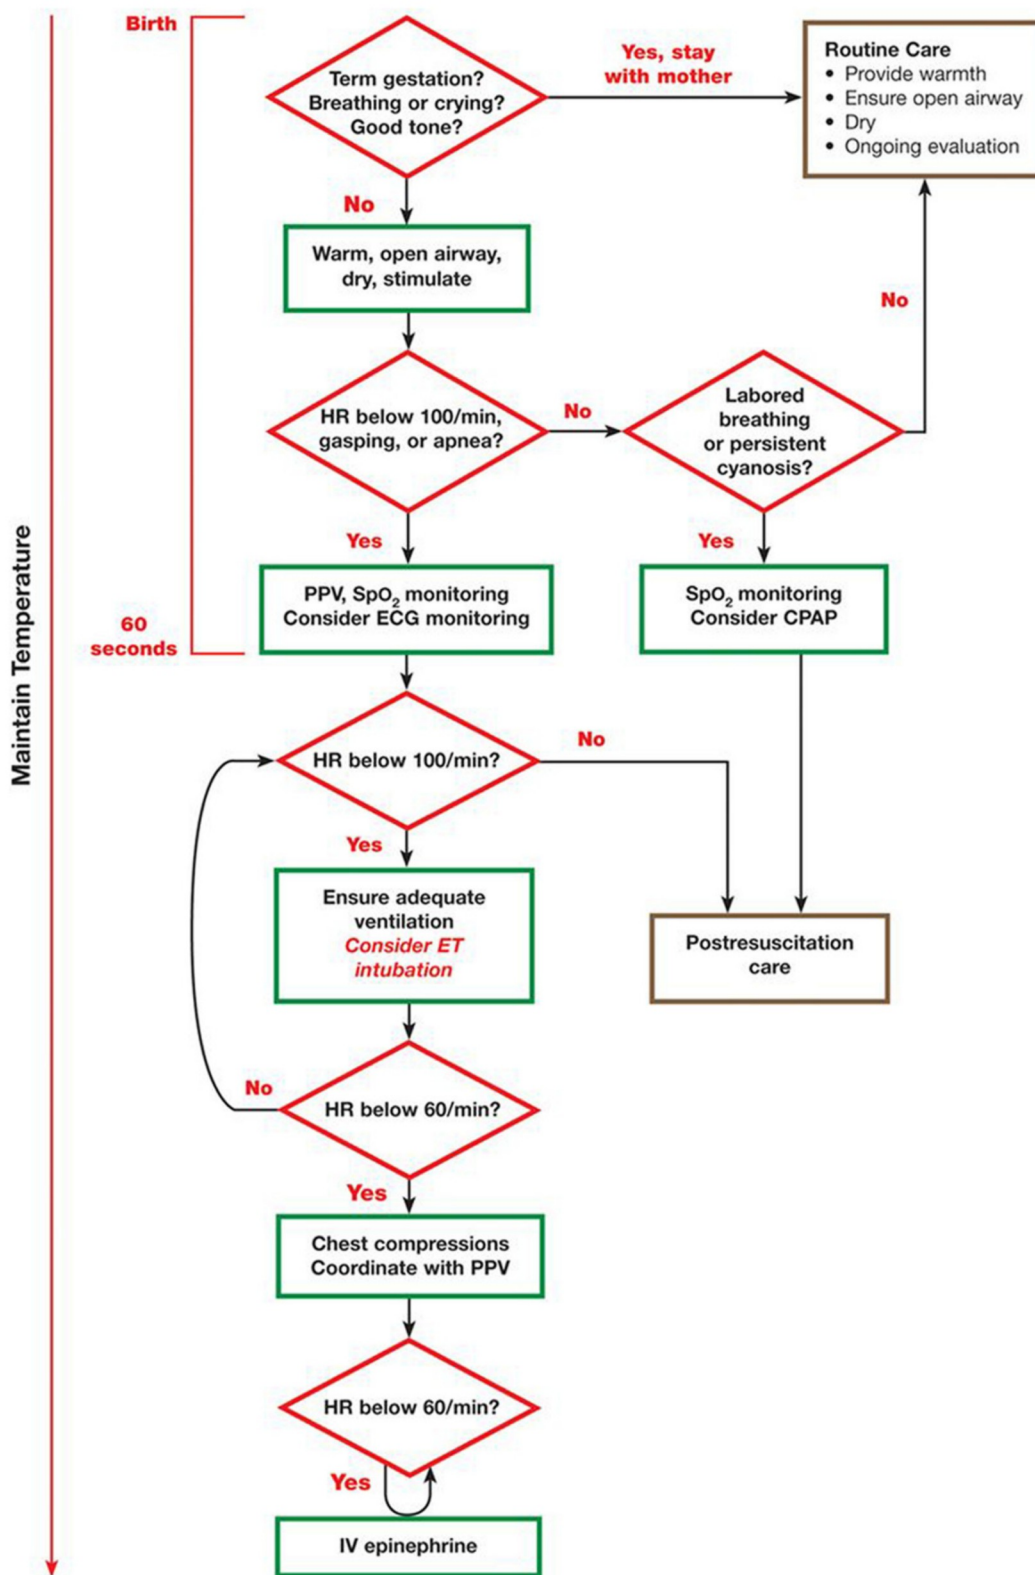 Birth
Term gestation?
Breathing or crying?
Good tone?
Yes, stay
with mother
Routine Care
• Provide warmth
• Ensure open airway
• Dry
• Ongoing evaluation
No
Warm, open airway,
dry, stimulate
No
HR below 100/min,
gasping, or apnea?
No
Labored
breathing
or persistent
cyanosis?
Yes
Yes
PPV, SpO₂ monitoring
Consider ECG monitoring
SpO₂ monitoring
Consider CPAP
60
seconds
Maintain Temperature
HR below 100/min?
No
Yes
Ensure adequate
ventilation
Consider ET
intubation
Postresuscitation
care
No
HR below 60/min?
Yes
Chest compressions
Coordinate with PPV
HR below 60/min?
Yes
IV epinephrine